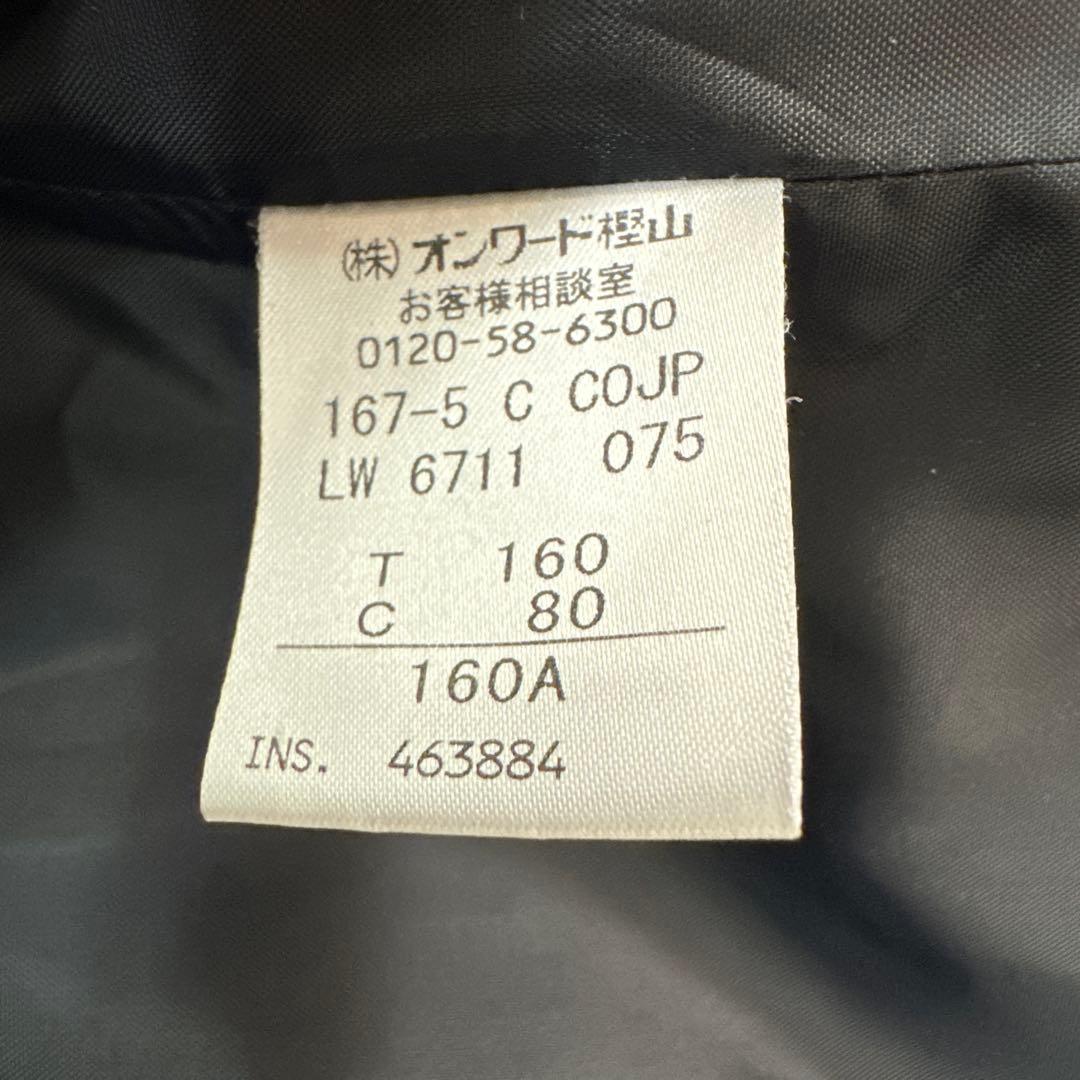 (株)オンワード樫山
お客様相談室
0120-58-6300
167-5 C COJP
LW 6711 075
T 160
C 80
160A
INS. 463884